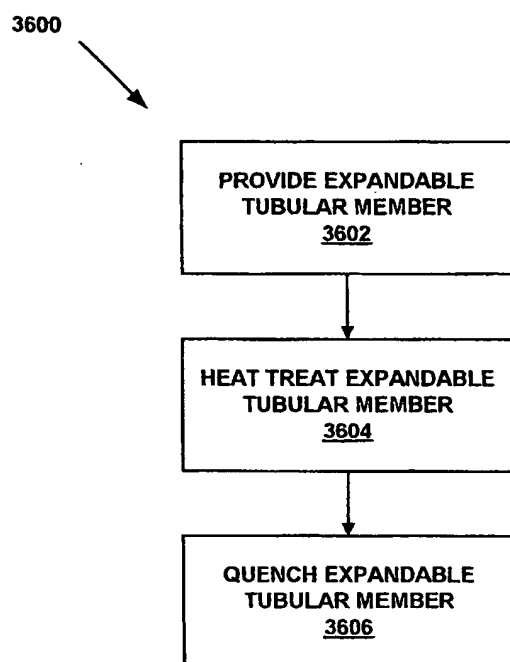 3600
PROVIDE EXPANDABLE
TUBULAR MEMBER
3602
HEAT TREAT EXPANDABLE
TUBULAR MEMBER
3604
QUENCH EXPANDABLE
TUBULAR MEMBER
3606